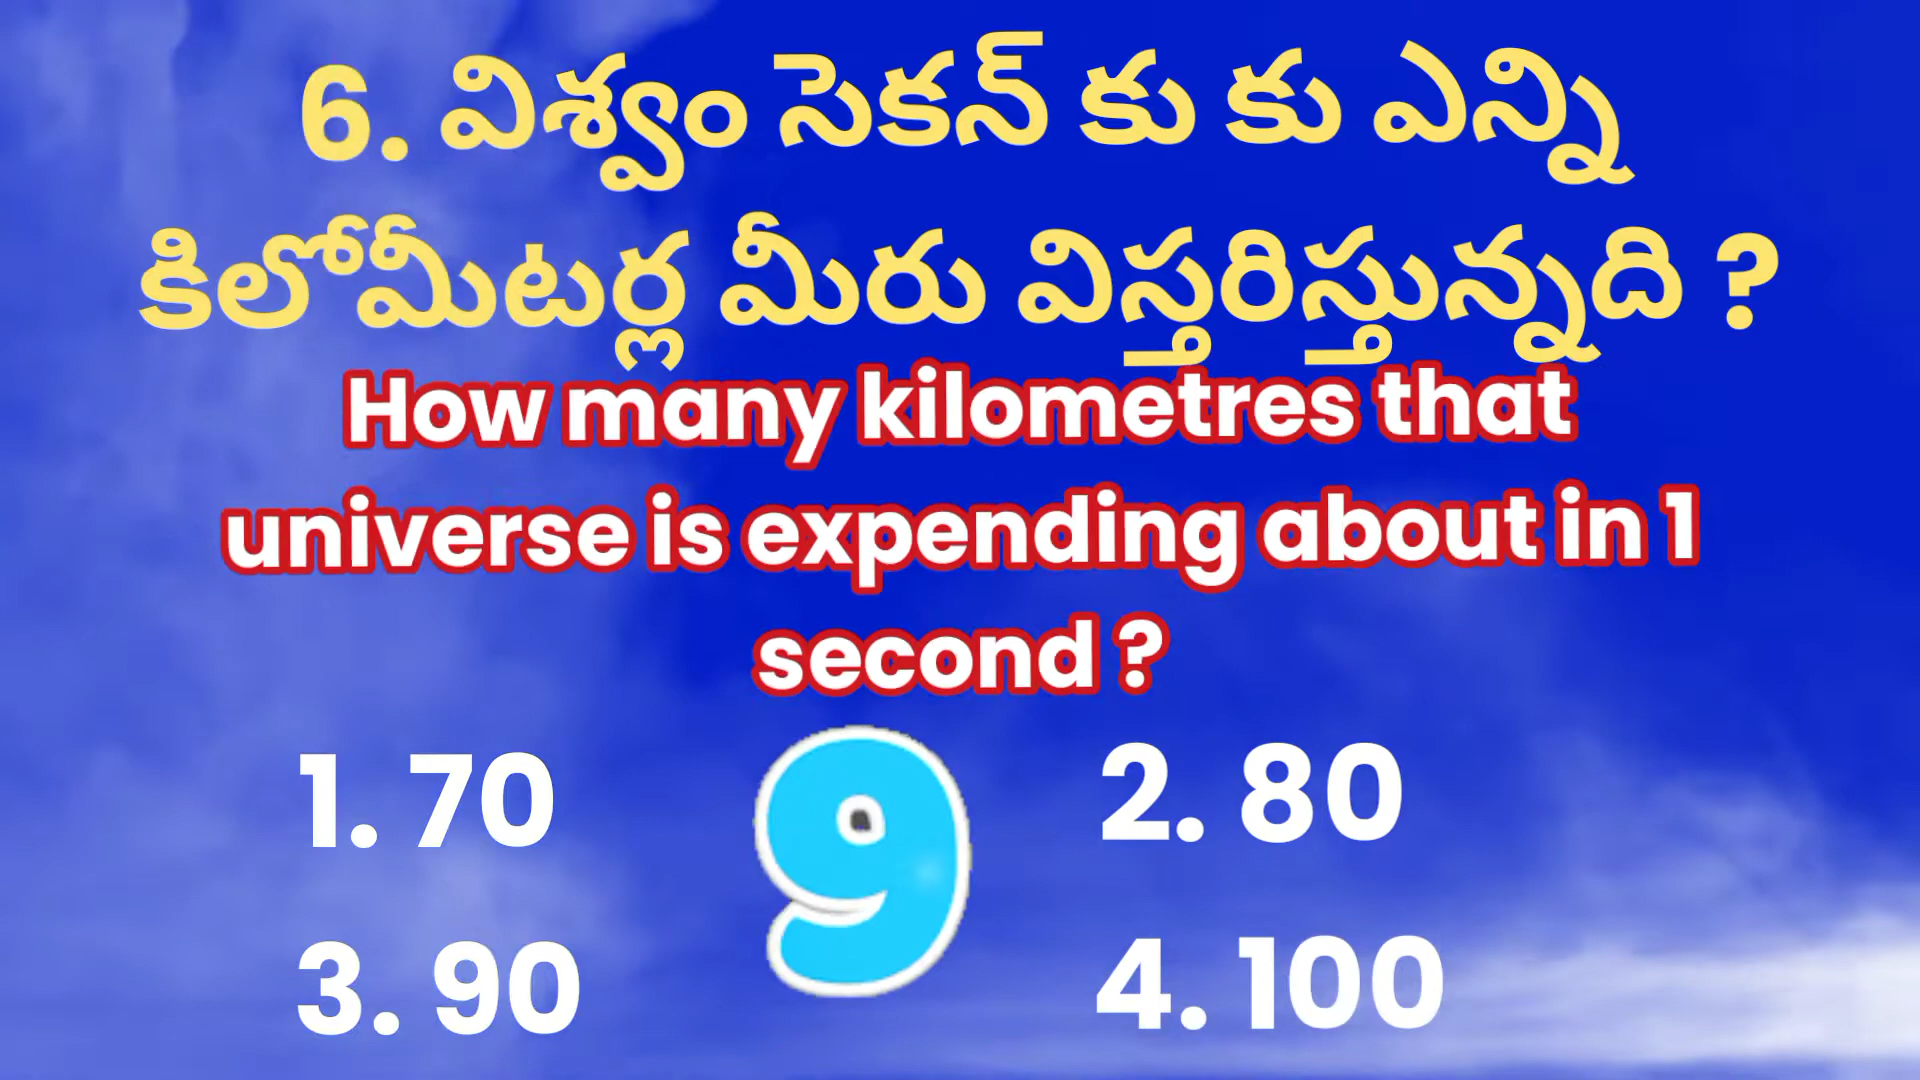 6. విశ్వం సెకన్ కు కు ఎన్ని
కిలోమీటర్ల మీరు విస్తరిస్తున్నది ?
How many kilometres that
universe is expending about in 1
second ?
1. 70
9
2. 80
3. 90
4. 100